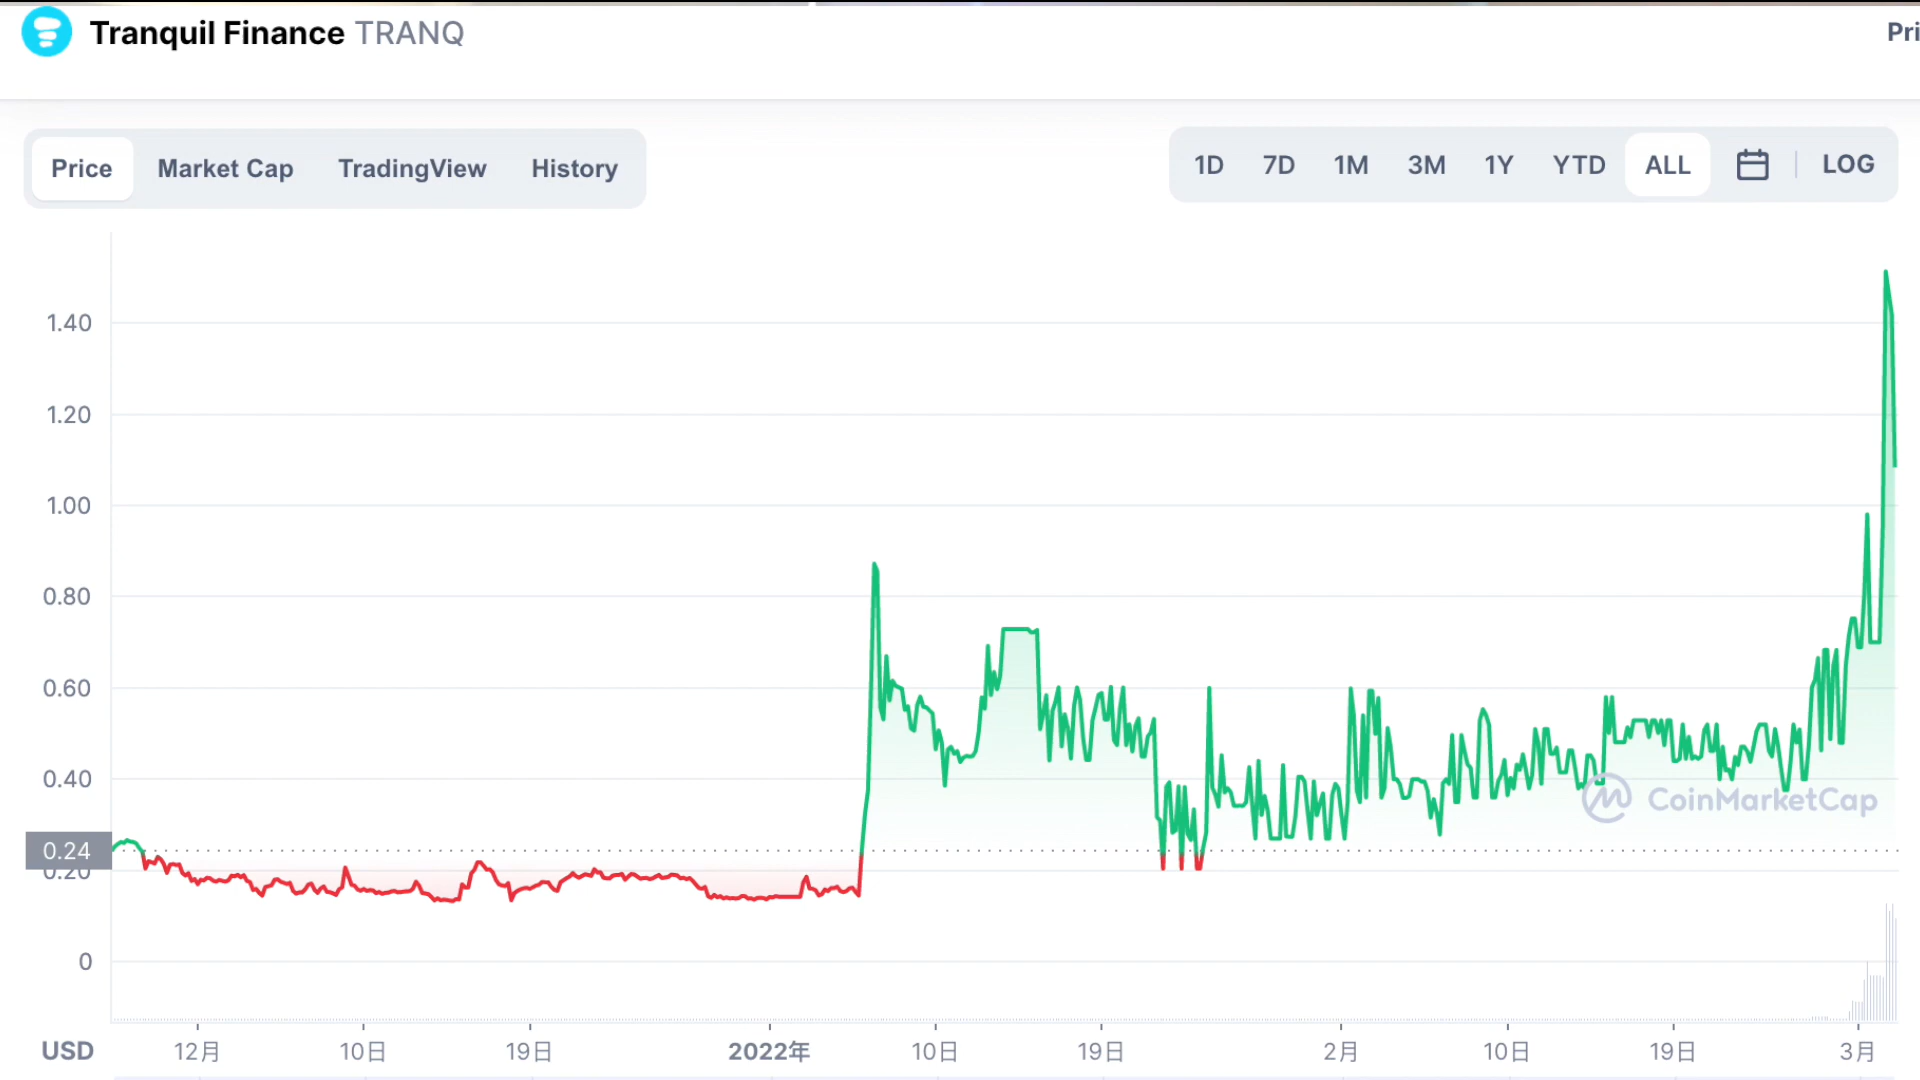 Tranquil Finance TRANQ
Pri
Price Market Cap TradingView History
1D 7D 1M 3M 1Y YTD ALL LOG
1.40
1.20
1.00
0.80
0.60
0.40
0.24
0.20
0
CoinMarketCap
USD 12月 10日 19日 2022年 10日 19日 2月 10日 19日 3月